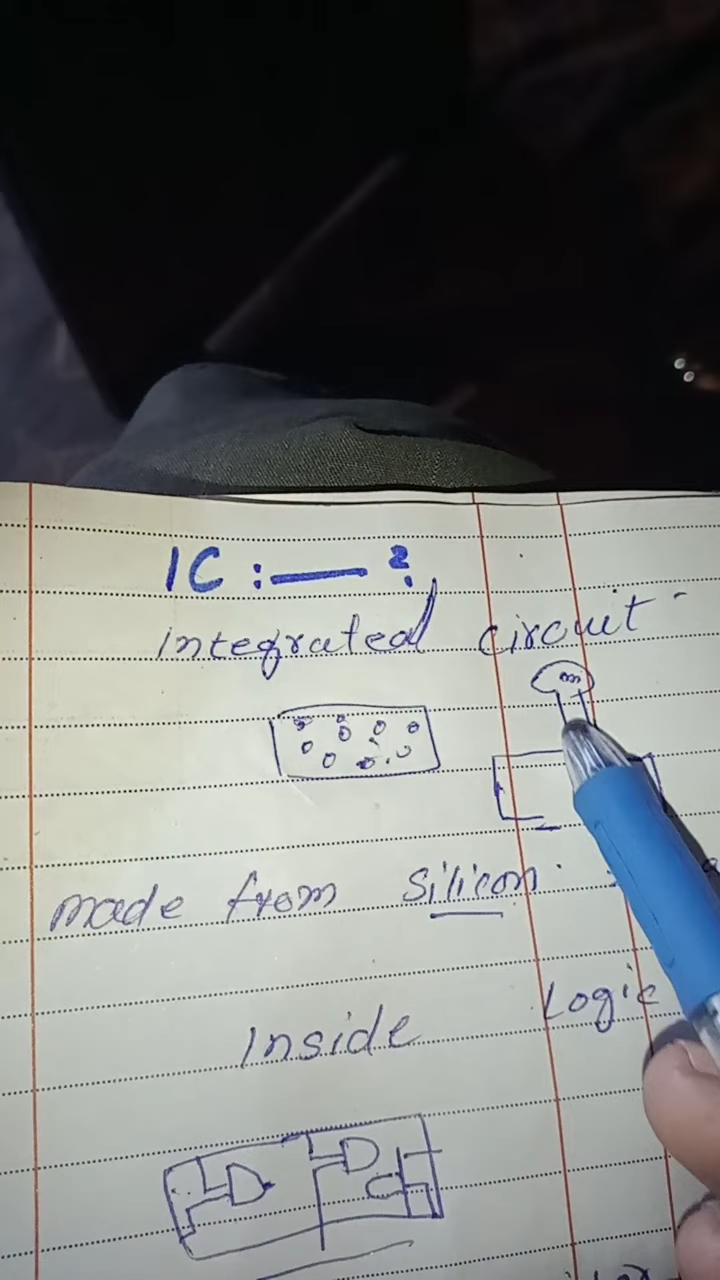 IC :— ?
integrated circuit
made from silicon
Inside Logic